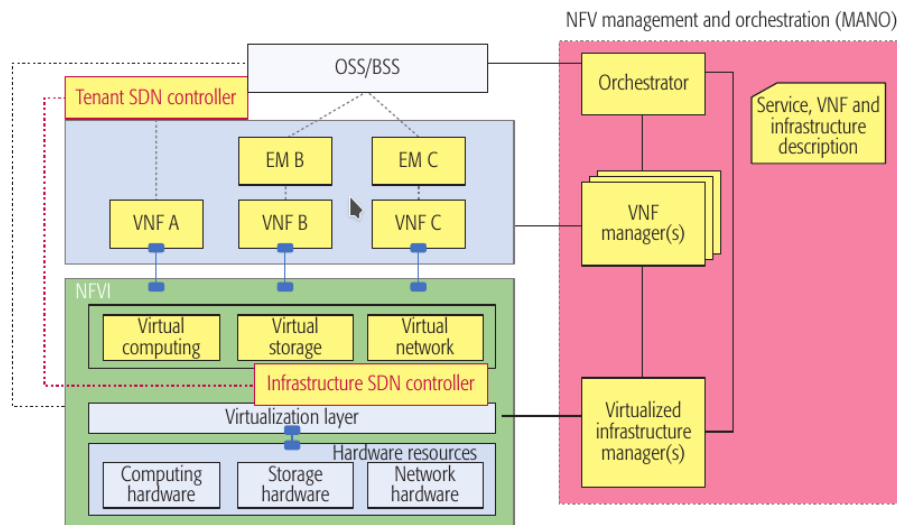 NFV management and orchestration (MANO)
OSS/BSS
Orchestrator
Tenant SDN controller
Service, VNF and
infrastructure
description
EM B
EM C
VNF A
VNF B
VNF C
VNF
manager(s)
NFVI
Virtual
computing
Virtual
storage
Virtual
network
Infrastructure SDN controller
Virtualization layer
Virtualized
infrastructure
manager(s)
Hardware resources
Computing
hardware
Storage
hardware
Network
hardware